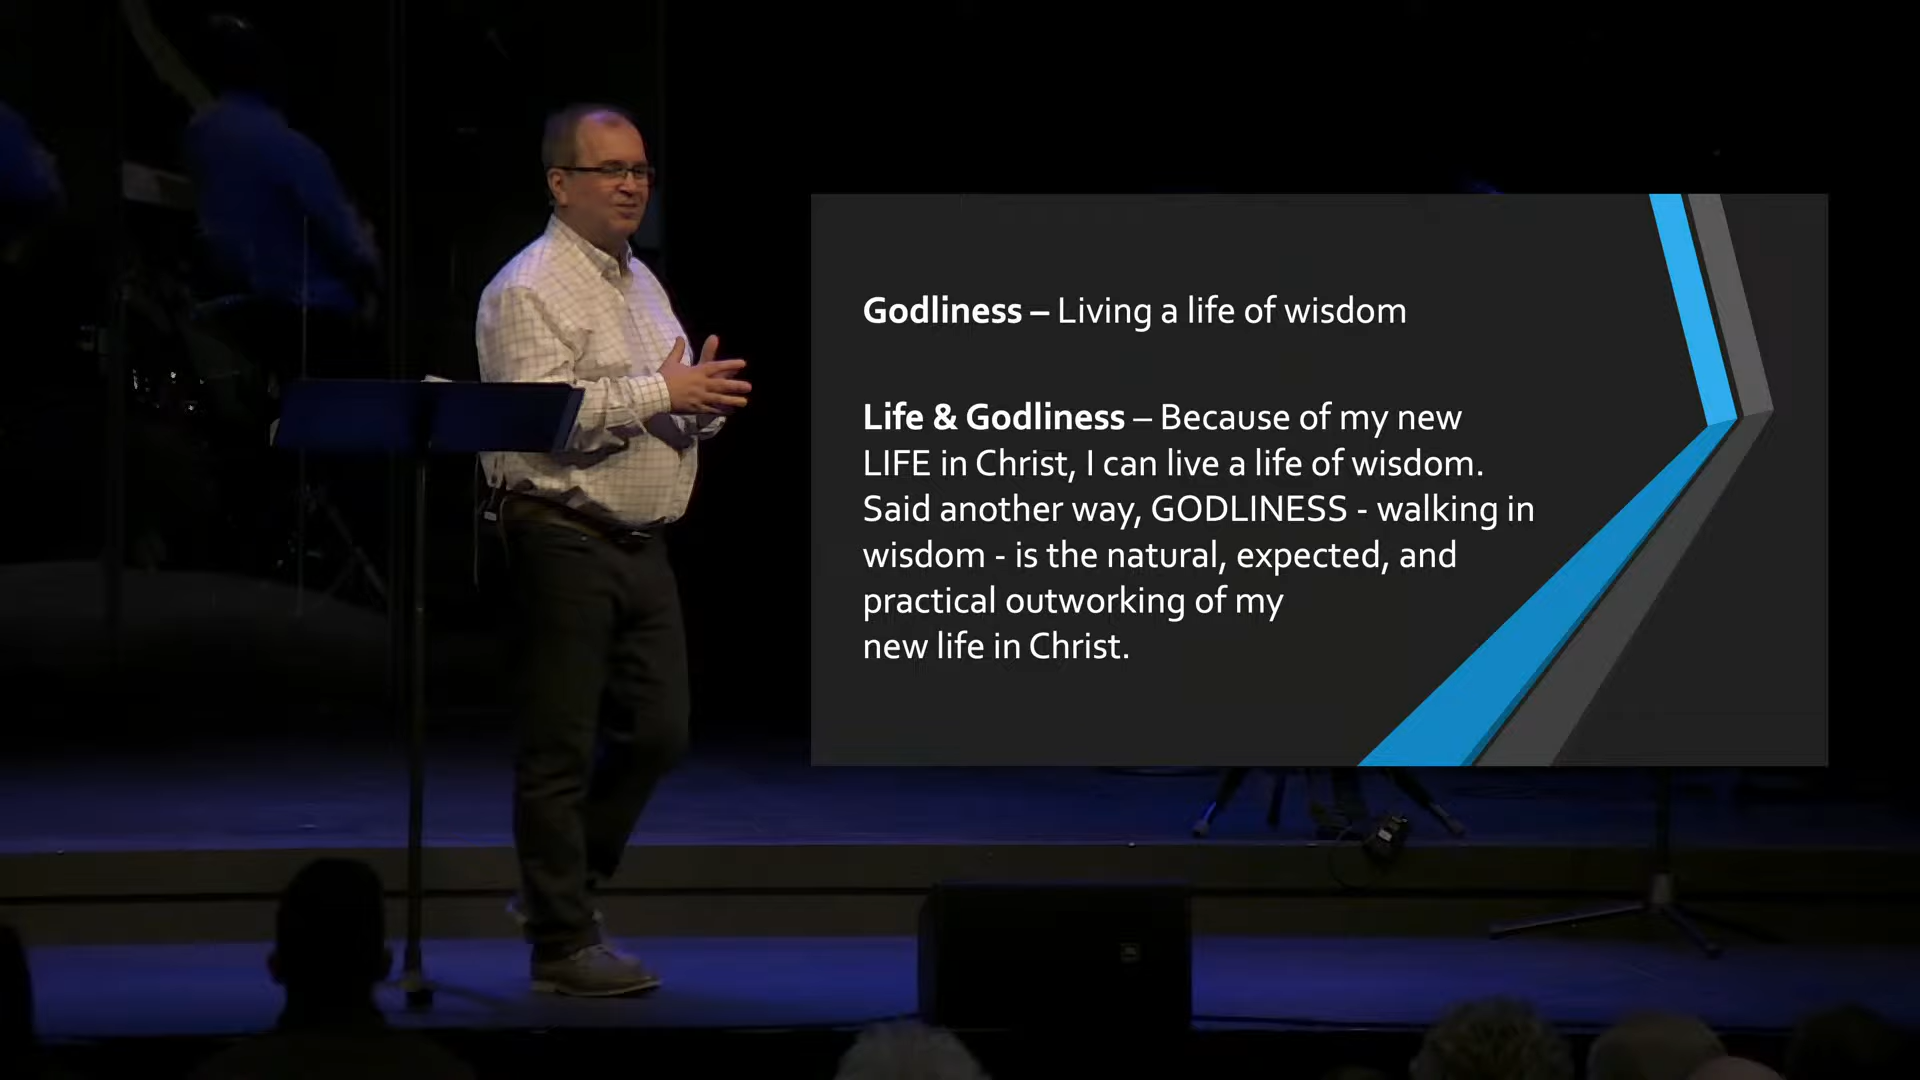 Godliness – Living a life of wisdom
Life & Godliness – Because of my new
LIFE in Christ, I can live a life of wisdom.
Said another way, GODLINESS - walking in
wisdom - is the natural, expected, and
practical outworking of my
new life in Christ.